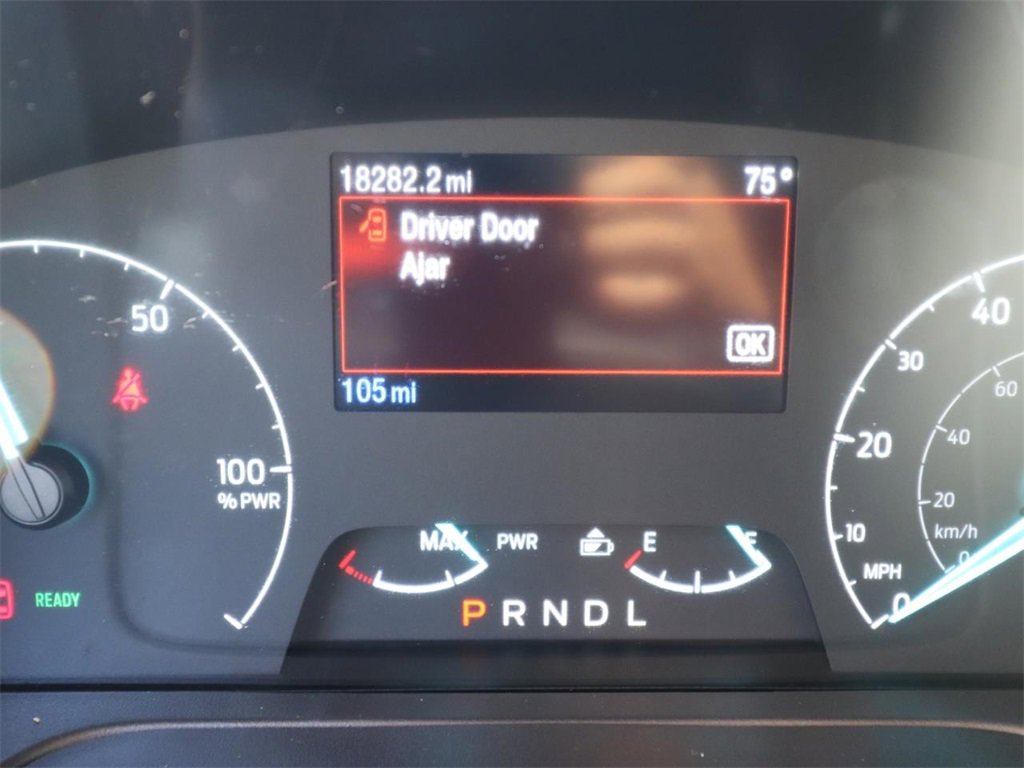 18282.2 mi 75°
Driver Door
Ajar
OK
105 mi
50
100
% PWR
READY
MAX PWR E F
P R N D L
40
30
20
10
0
MPH
60
40
20
km/h
0